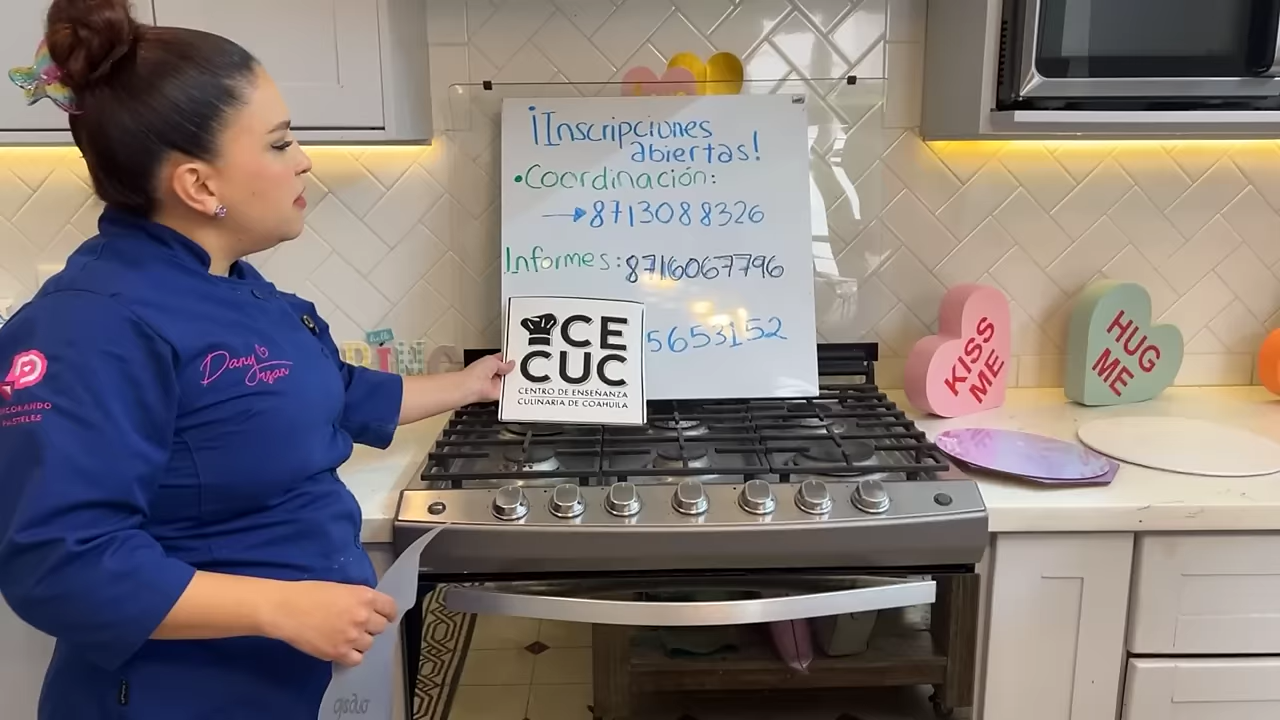 ¡Inscripciones
abiertas!
•Coordinación:
→8713088326
Informes: 8716067796
5653152
CE
CUC
CENTRO DE ENSEÑANZA
CULINARIA DE COAHUILA
Dany
PASTELES
KISS
ME
HUG
ME